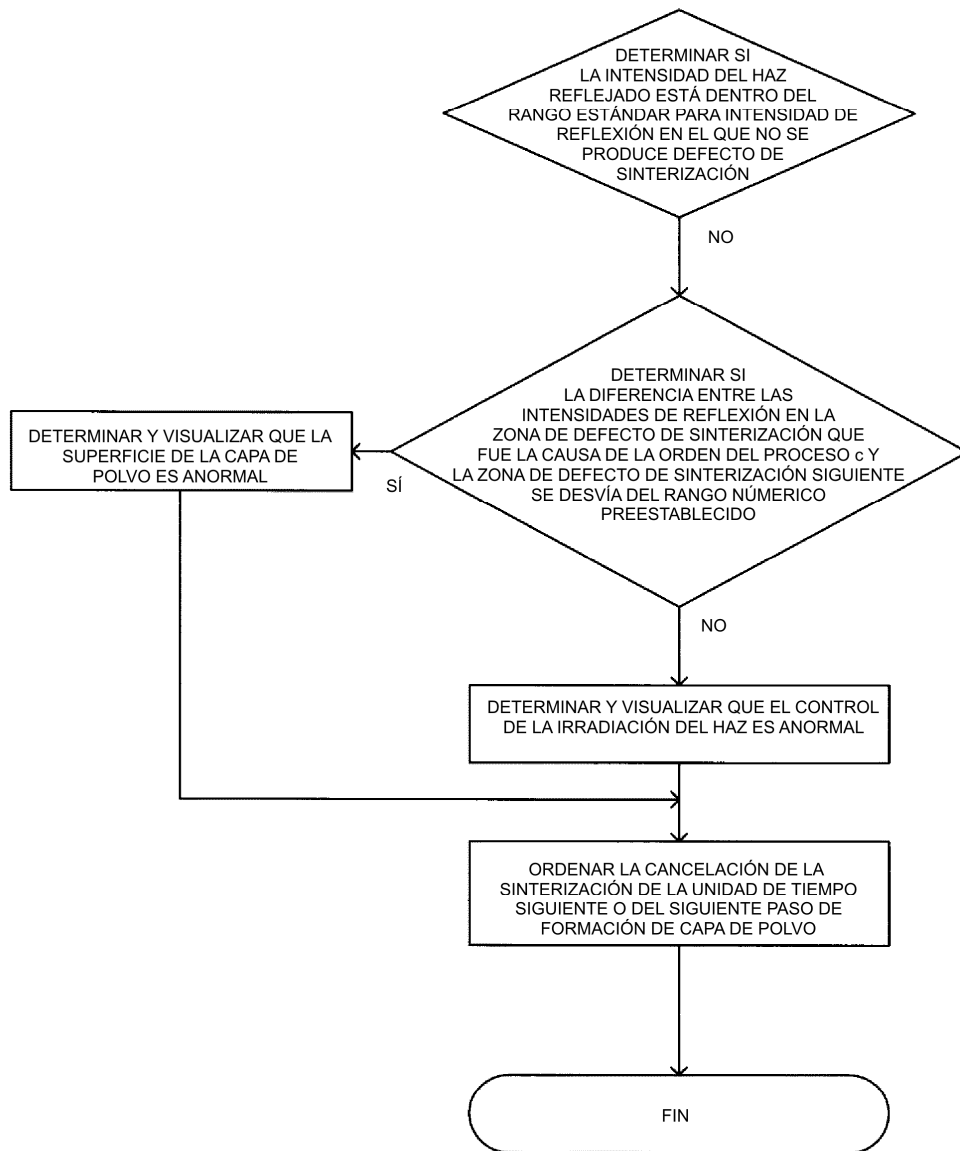 DETERMINAR SI
LA INTENSIDAD DEL HAZ
REFLEJADO ESTÁ DENTRO DEL
RANGO ESTÁNDAR PARA INTENSIDAD DE
REFLEXIÓN EN EL QUE NO SE
PRODUCE DEFECTO DE
SINTERIZACIÓN
NO
DETERMINAR SI
LA DIFERENCIA ENTRE LAS
INTENSIDADES DE REFLEXIÓN EN LA
ZONA DE DEFECTO DE SINTERIZACIÓN QUE
FUE LA CAUSA DE LA ORDEN DEL PROCESO c Y
LA ZONA DE DEFECTO DE SINTERIZACIÓN SIGUIENTE
SE DESVÍA DEL RANGO NÚMERICO
PREESTABLECIDO
SÍ
DETERMINAR Y VISUALIZAR QUE LA
SUPERFICIE DE LA CAPA DE
POLVO ES ANORMAL
NO
DETERMINAR Y VISUALIZAR QUE EL CONTROL
DE LA IRRADIACIÓN DEL HAZ ES ANORMAL
ORDENAR LA CANCELACIÓN DE LA
SINTERIZACIÓN DE LA UNIDAD DE TIEMPO
SIGUIENTE O DEL SIGUIENTE PASO DE
FORMACIÓN DE CAPA DE POLVO
FIN